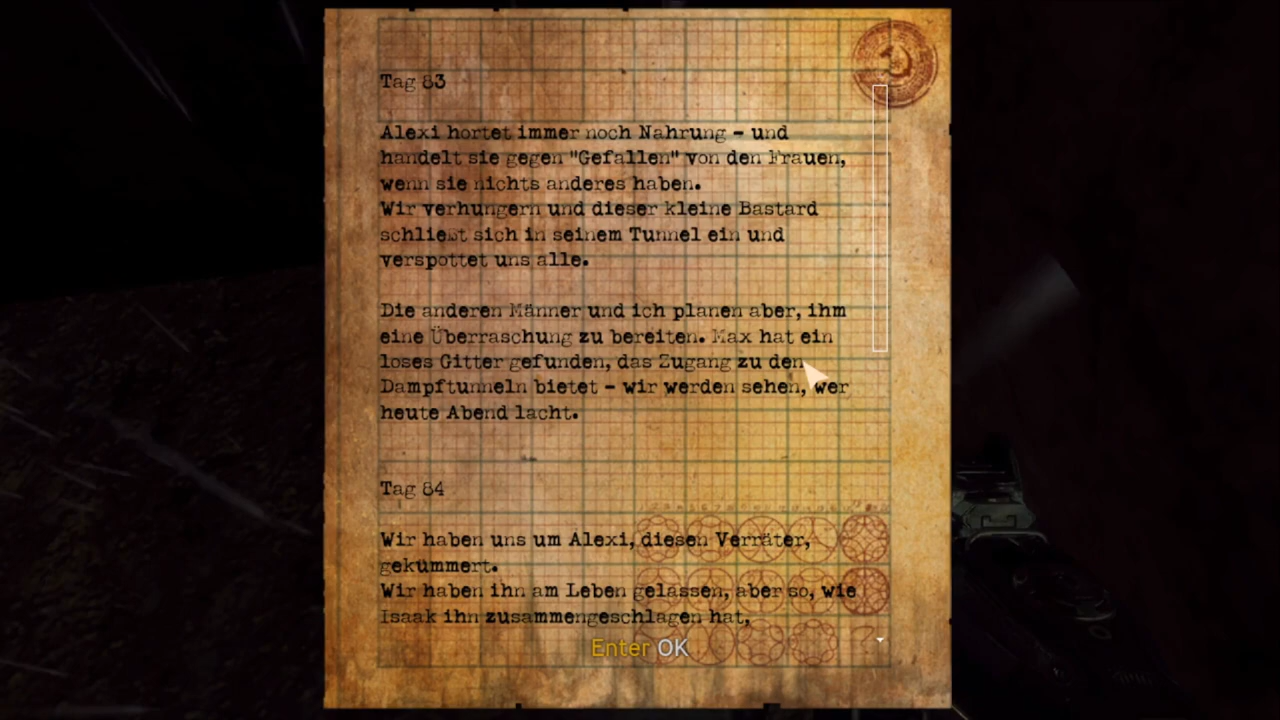 Tag 83
Alexi hortet immer noch Nahrung - und
handelt sie gegen "Gefallen" von den Frauen,
wenn sie nichts anderes haben.
Wir verhungern und dieser kleine Bastard
schließt sich in seinem Tunnel ein und
verspottet uns alle.
Die anderen Männer und ich planen aber, ihm
eine Überraschung zu bereiten. Max hat ein
loses Gitter gefunden, das Zugang zu den
Dampftunneln bietet - wir werden sehen, wer
heute Abend lacht.
Tag 84
Wir haben uns um Alexi, diesen Verräter,
gekümmert.
Wir haben ihn am Leben gelassen, aber so, wie
Isaak ihn zusammengeschlagen hat,
Enter OK